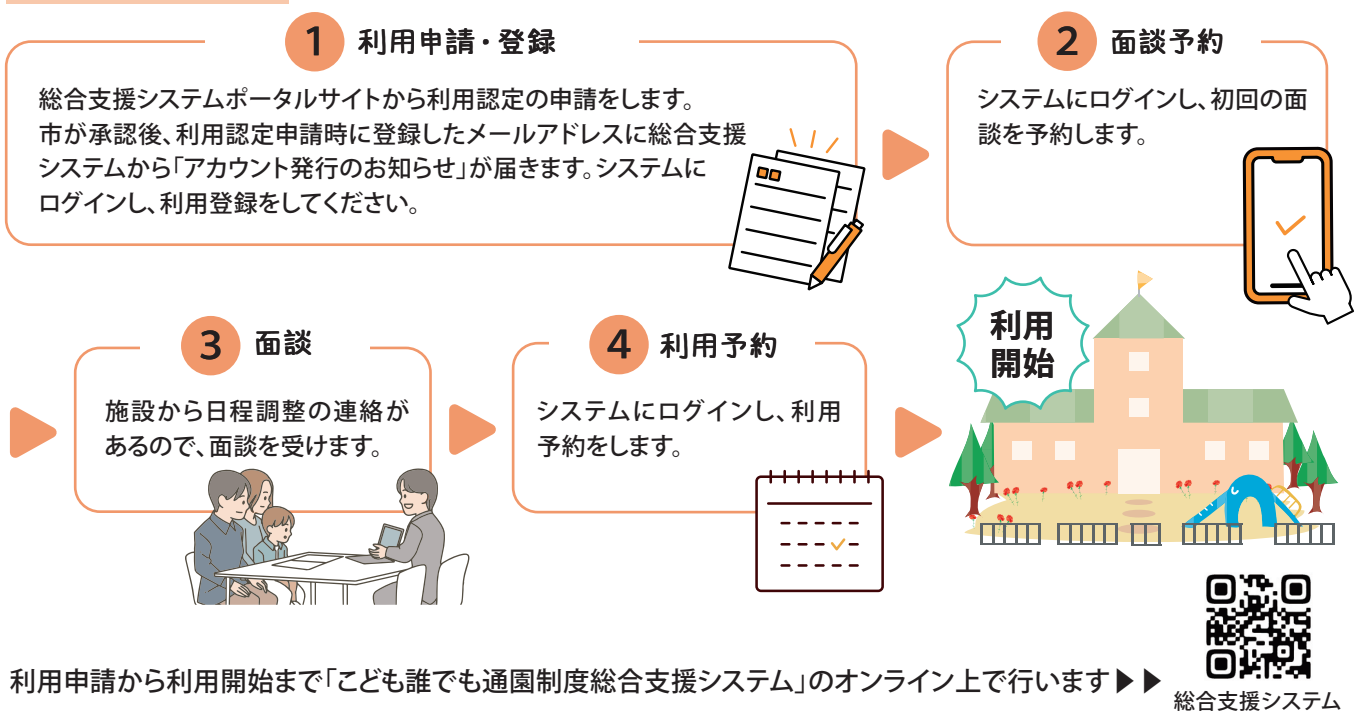 1 利用申請・登録
総合支援システムポータルサイトから利用認定の申請をします。
市が承認後、利用認定申請時に登録したメールアドレスに総合支援
システムから「アカウント発行のお知らせ」が届きます。システムに
ログインし、利用登録をしてください。
2 面談予約
システムにログインし、初回の面
談を予約します。
3 面談
施設から日程調整の連絡が
あるので、面談を受けます。
4 利用予約
システムにログインし、利用
予約をします。
利用
開始
利用申請から利用開始まで「こども誰でも通園制度総合支援システム」のオンライン上で行います▶▶
総合支援システム